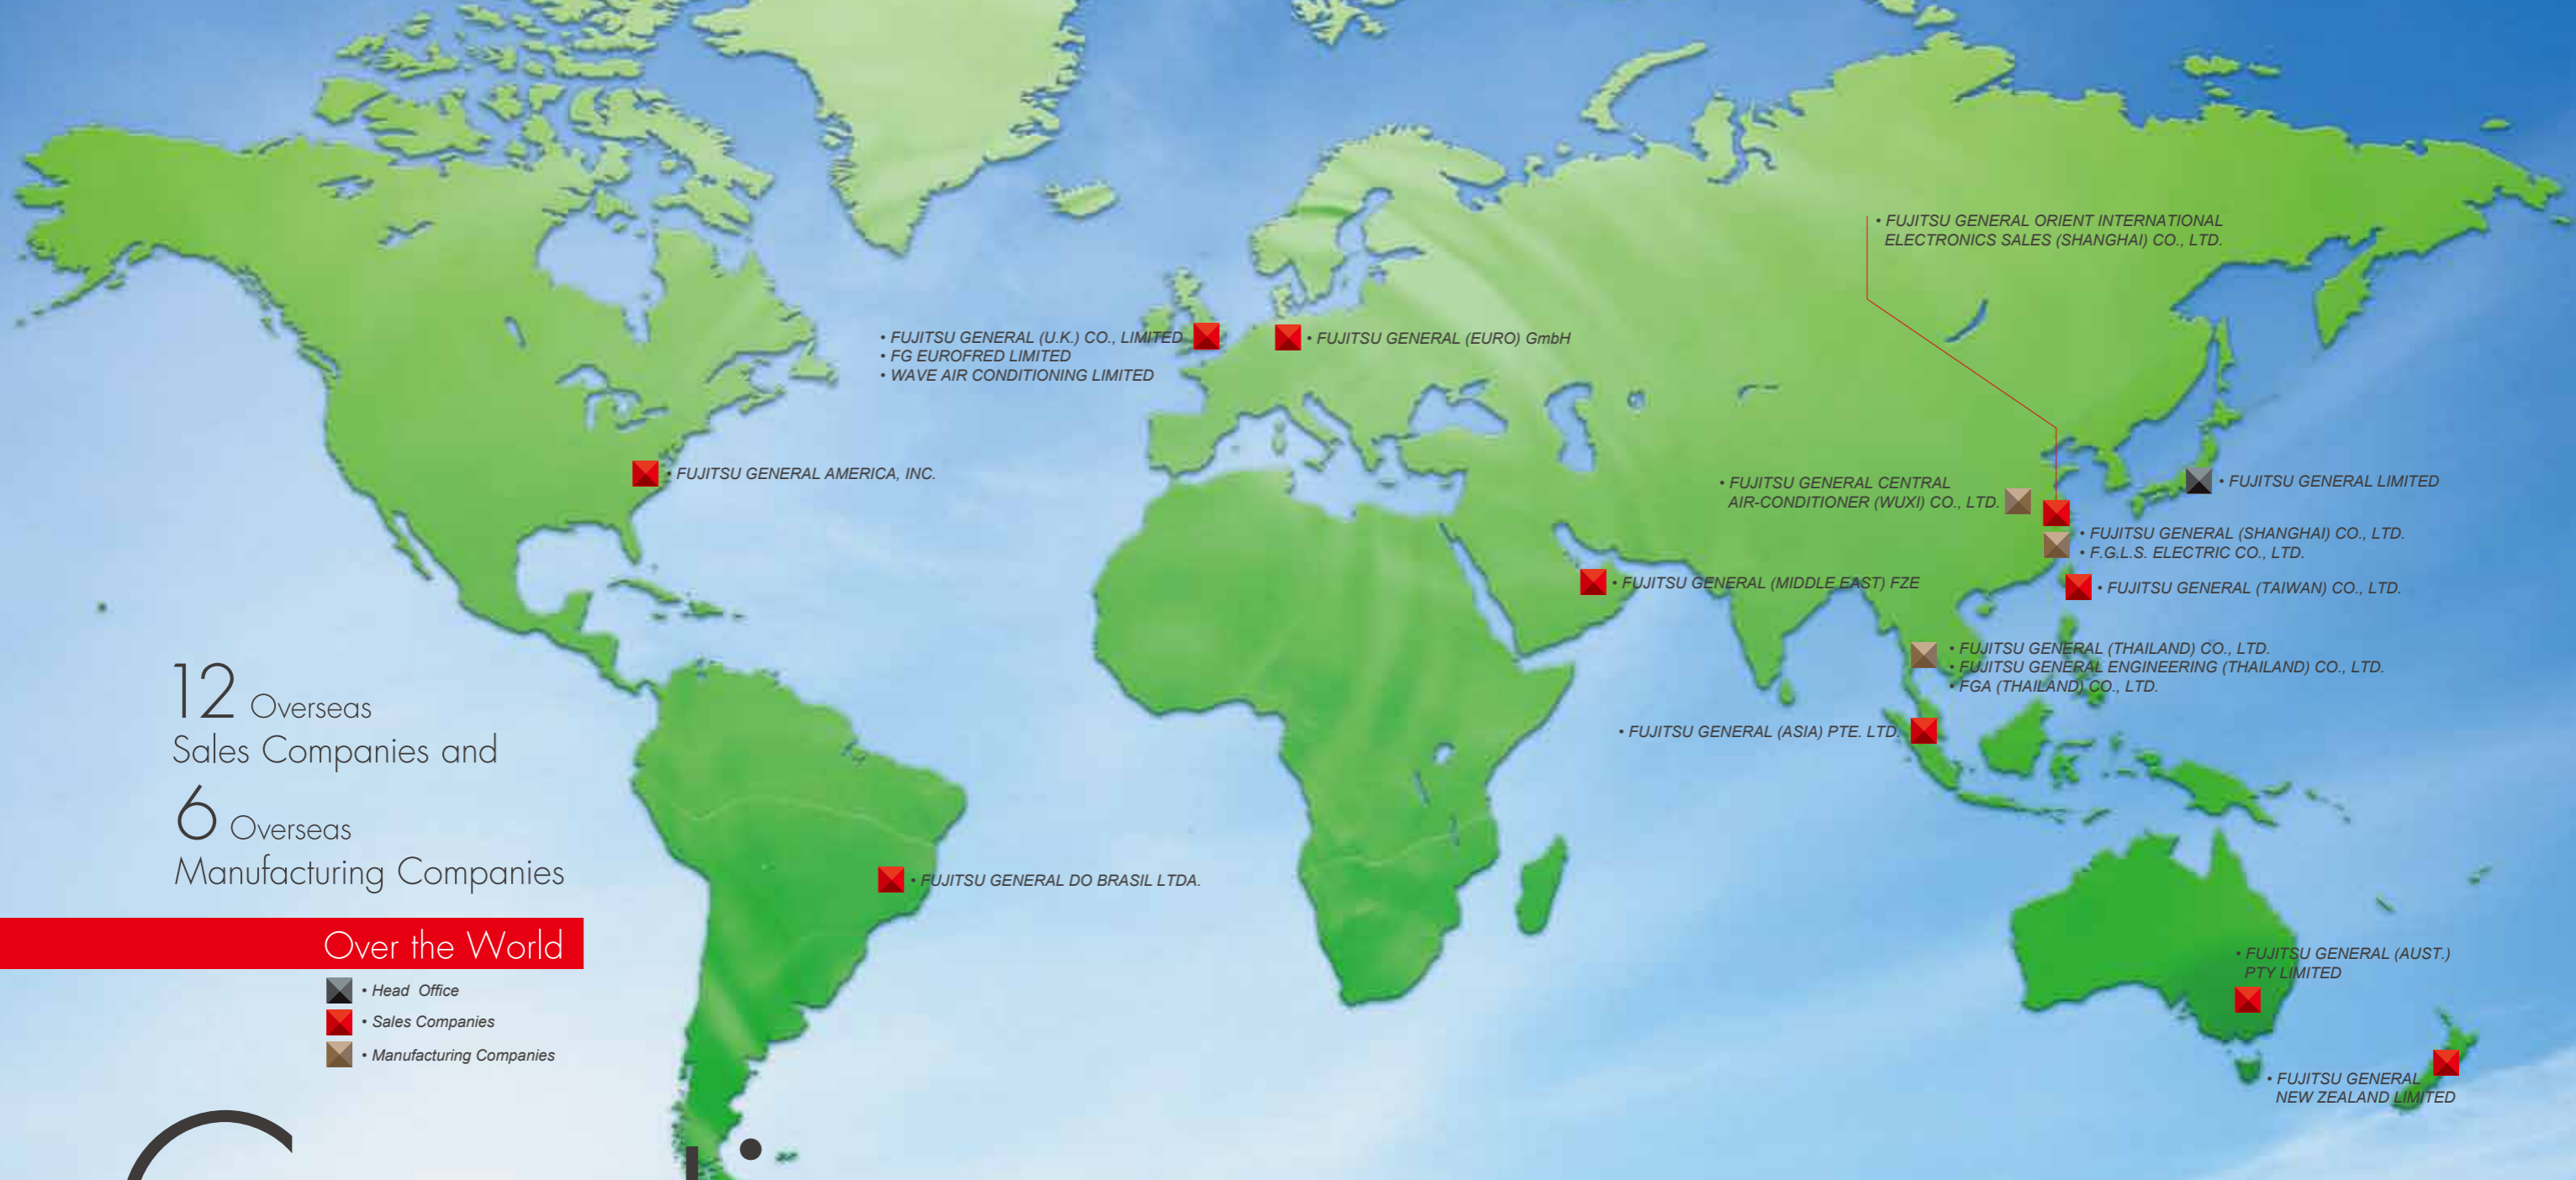 • FUJITSU GENERAL ORIENT INTERNATIONAL
ELECTRONICS SALES (SHANGHAI) CO., LTD.
• FUJITSU GENERAL (U.K.) CO., LIMITED
• FG EUROFRED LIMITED
• WAVE AIR CONDITIONING LIMITED
• FUJITSU GENERAL (EURO) GmbH
• FUJITSU GENERAL AMERICA, INC.
• FUJITSU GENERAL CENTRAL
AIR-CONDITIONER (WUXI) CO., LTD.
• FUJITSU GENERAL LIMITED
• FUJITSU GENERAL (SHANGHAI) CO., LTD.
• F.G.L.S. ELECTRIC CO., LTD.
• FUJITSU GENERAL (MIDDLE EAST) FZE
• FUJITSU GENERAL (TAIWAN) CO., LTD.
• FUJITSU GENERAL (THAILAND) CO., LTD.
• FUJITSU GENERAL ENGINEERING (THAILAND) CO., LTD.
• FGA (THAILAND) CO., LTD.
• FUJITSU GENERAL (ASIA) PTE. LTD.
12 Overseas
Sales Companies and
6 Overseas
Manufacturing Companies
Over the World
• Head Office
• Sales Companies
• Manufacturing Companies
• FUJITSU GENERAL DO BRASIL LTDA.
• FUJITSU GENERAL (AUST.)
PTY LIMITED
• FUJITSU GENERAL
NEW ZEALAND LIMITED